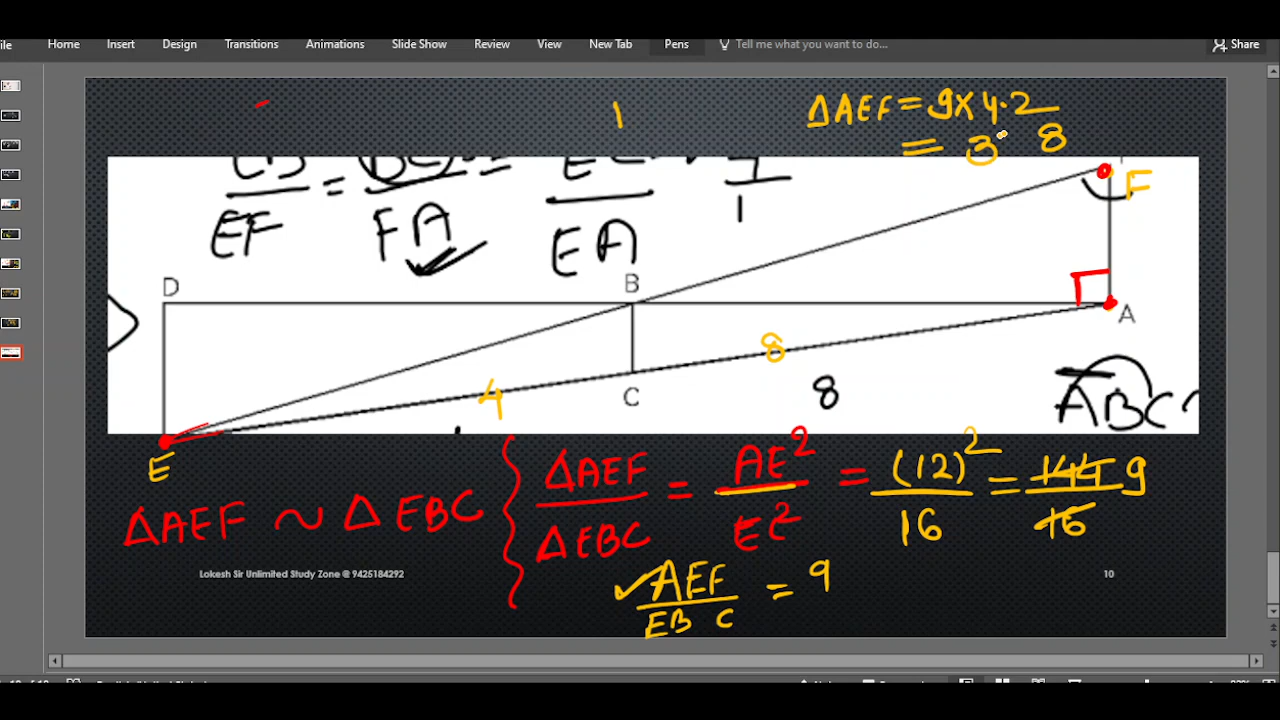 File Home Insert Design Transitions Animations Slide Show Review View New Tab Pens Tell me what you want to do... Share
1
ΔAEF = 9×4·2
= 3 8
EF = FA = EA 1
F
D B
A
8
C
4 8
ABC
E
ΔAEF ~ ΔEBC
ΔAEF / ΔEBC = AE² / EC² = (12)² / 16 = 144 / 16 9
AEF / EBC = 9
Lokesh Sir Unlimited Study Zone @ 9425184292 10